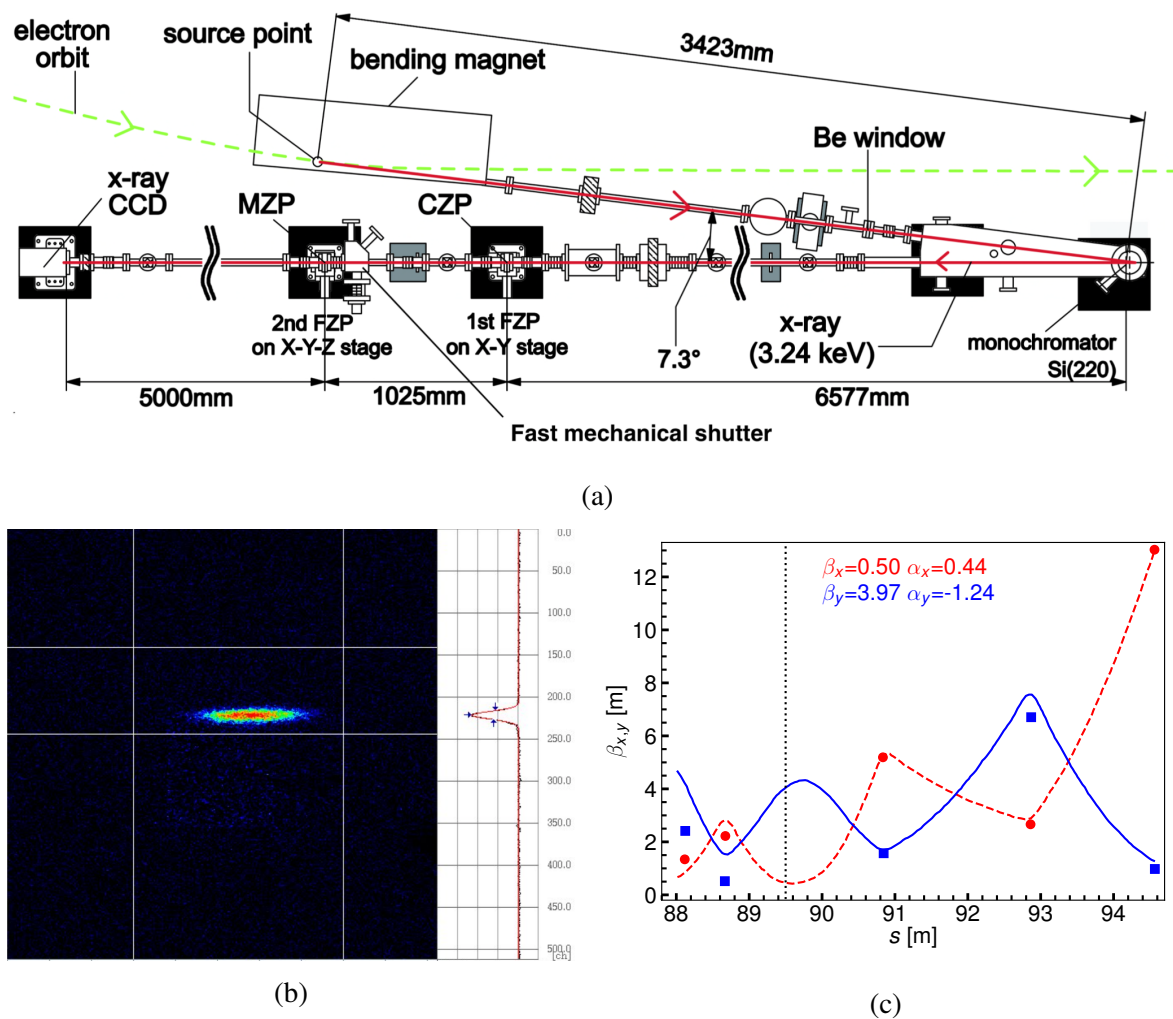 electron
orbit
source point
bending magnet
3423mm
Be window
x-ray
CCD
MZP
CZP
2nd FZP
on X-Y-Z stage
1st FZP
on X-Y stage
7.3°
x-ray
(3.24 keV)
monochromator
Si(220)
5000mm
1025mm
6577mm
Fast mechanical shutter
(a)
0.0
50.0
100.0
150.0
200.0
250.0
300.0
350.0
400.0
450.0
500.0
[ch]
(b)
βx=0.50 αx=0.44
βy=3.97 αy=-1.24
βx,y [m]
12
10
8
6
4
2
0
88
89
90
91
92
93
94
s [m]
(c)